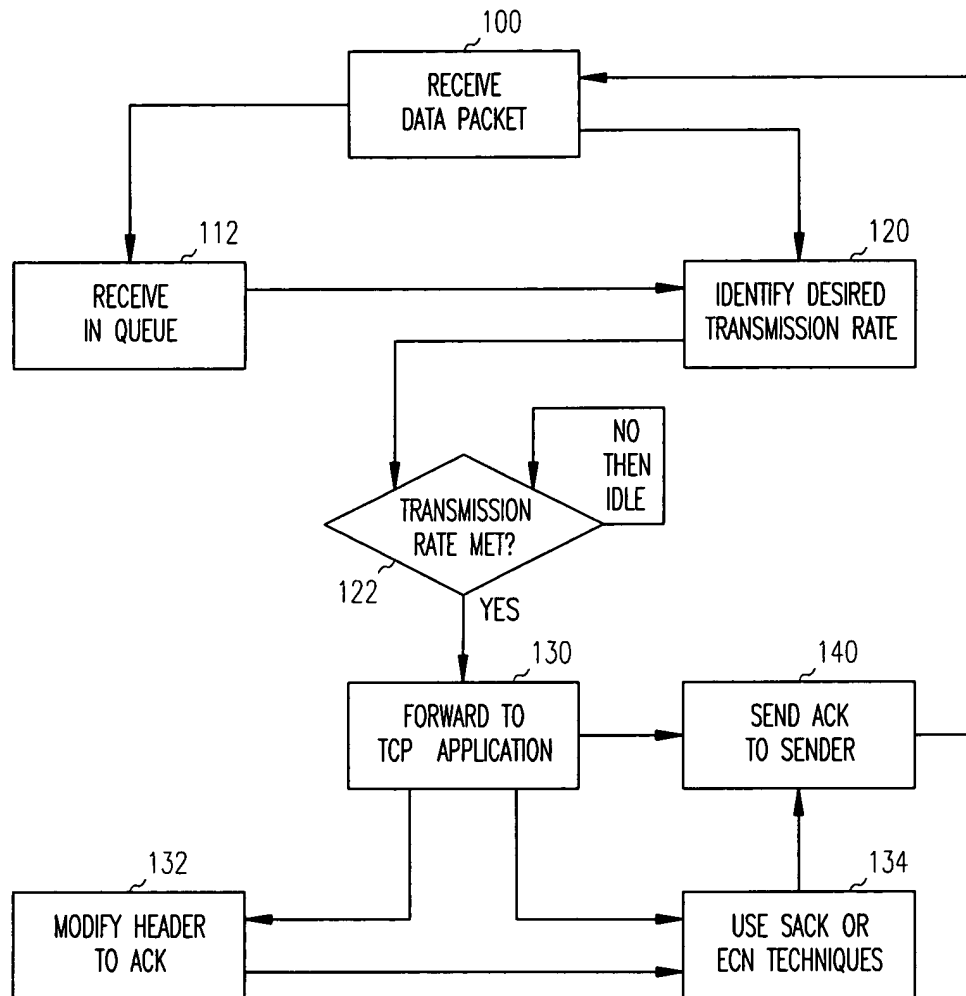 100
RECEIVE
DATA PACKET
112
RECEIVE
IN QUEUE
120
IDENTIFY DESIRED
TRANSMISSION RATE
NO
THEN
IDLE
TRANSMISSION
RATE MET?
122
YES
130
FORWARD TO
TCP APPLICATION
140
SEND ACK
TO SENDER
132
MODIFY HEADER
TO ACK
134
USE SACK OR
ECN TECHNIQUES